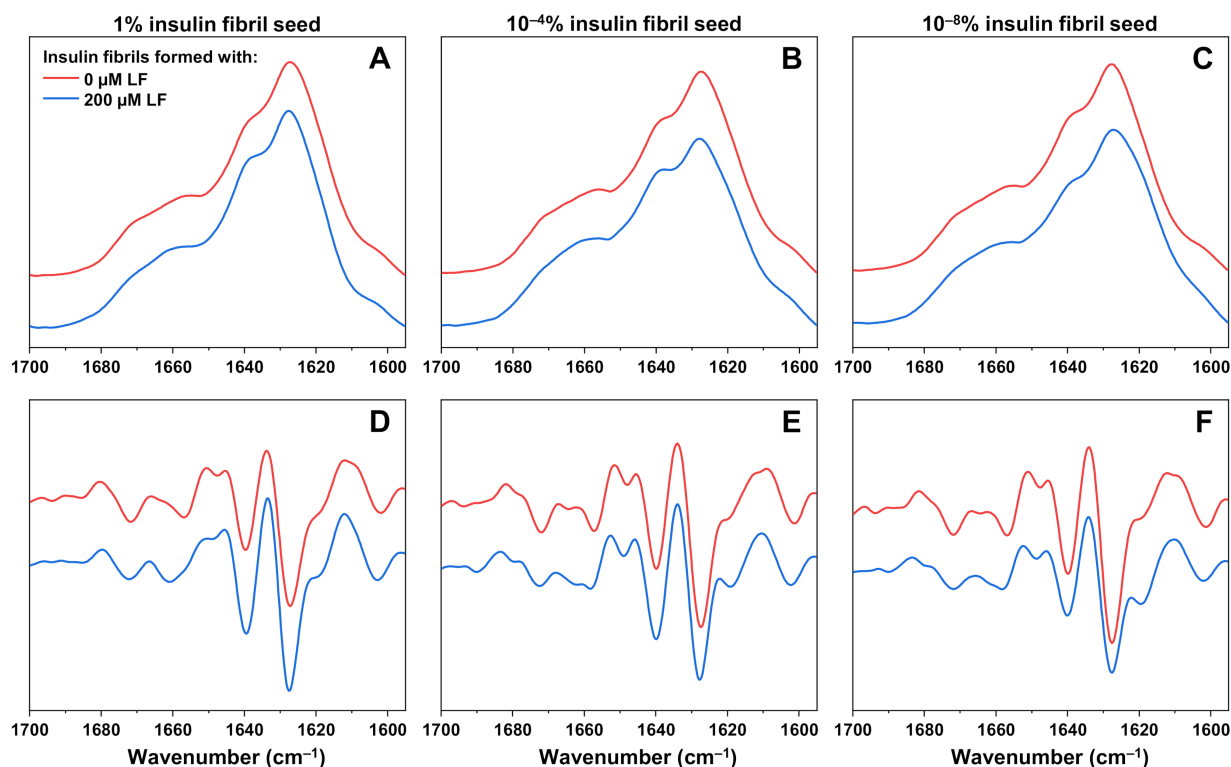 1% insulin fibril seed
10⁻⁴% insulin fibril seed
10⁻⁸% insulin fibril seed
Insulin fibrils formed with:
0 μM LF
200 μM LF
A
B
C
1700 1680 1660 1640 1620 1600
1700 1680 1660 1640 1620 1600
1700 1680 1660 1640 1620 1600
D
E
F
1700 1680 1660 1640 1620 1600
1700 1680 1660 1640 1620 1600
1700 1680 1660 1640 1620 1600
Wavenumber (cm⁻¹)
Wavenumber (cm⁻¹)
Wavenumber (cm⁻¹)